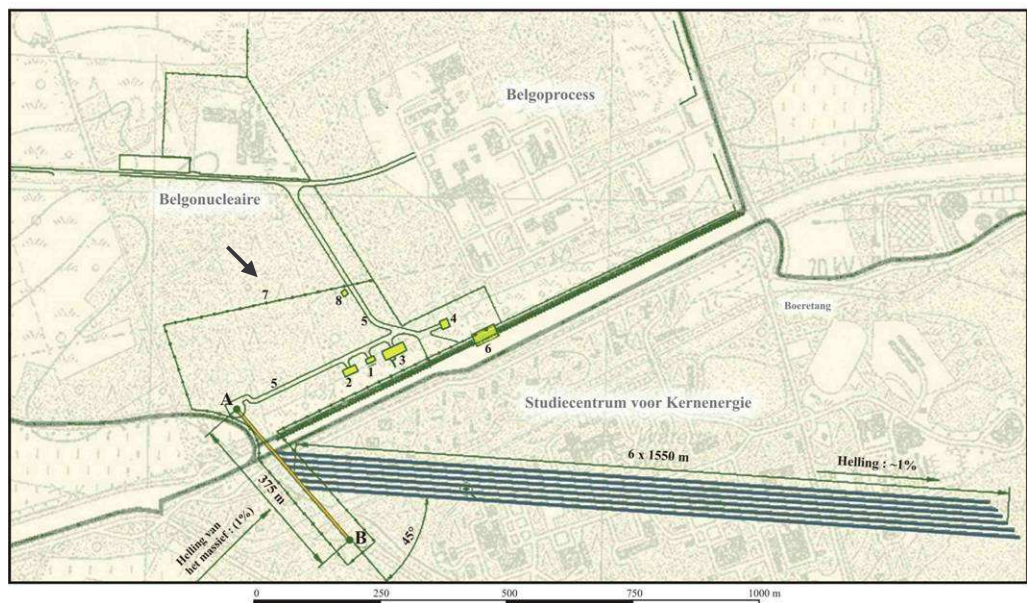 Belgoprocess
Belgonucleaire
7
8
5
4
6
3
1
2
5
20 kV
Boeretang
Studiecentrum voor Kernenergie
A
6 x 1550 m
Helling : ~1%
375 m
Helling van
het massief : (1%)
B
45°
0 250 500 750 1000 m